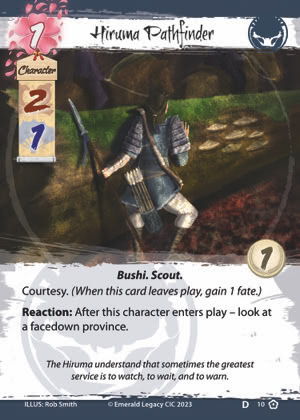 1
Hiruma Pathfinder
Character
2
1
1
Bushi. Scout.
Courtesy. (When this card leaves play, gain 1 fate.)
Reaction: After this character enters play – look at
a facedown province.
The Hiruma understand that sometimes the greatest
service is to watch, to wait, and to warn.
ILLUS: Rob Smith
© Emerald Legacy CIC 2023
D 10